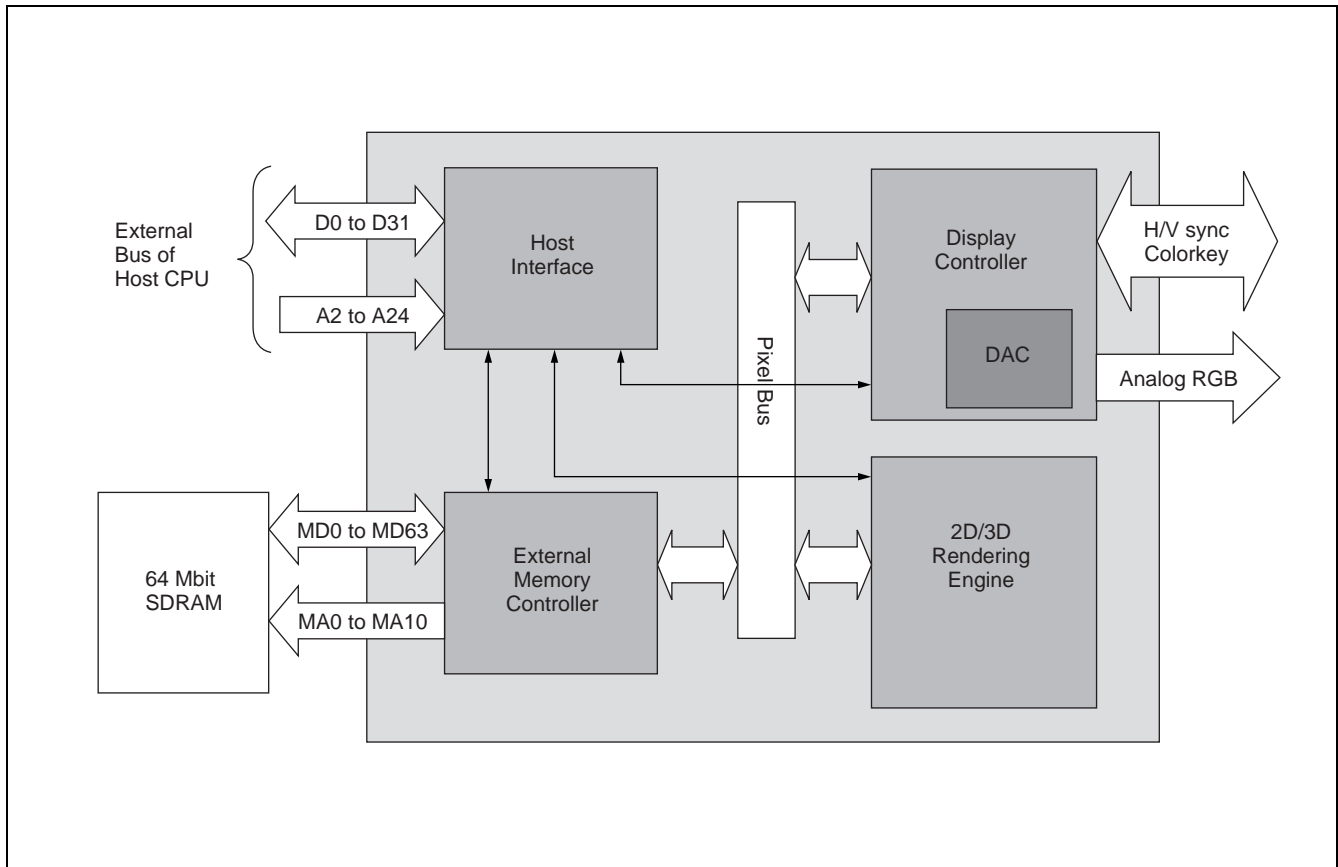 External
Bus of
Host CPU
D0 to D31
A2 to A24
Host
Interface
Pixel Bus
Display
Controller
DAC
H/V sync
Colorkey
Analog RGB
64 Mbit
SDRAM
MD0 to MD63
MA0 to MA10
External
Memory
Controller
2D/3D
Rendering
Engine